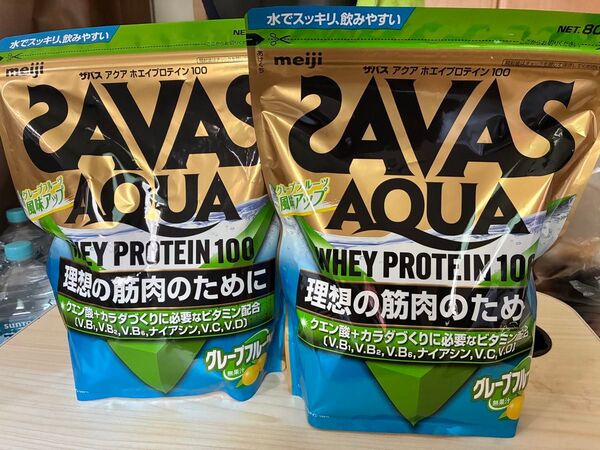 水でスッキリ、飲みやすい
meiji
ザバス アクア ホエイプロテイン100
SAVAS
AQUA
グレープフルーツ
風味アップ
HEY PROTEIN 100
理想の筋肉のために
クエン酸+カラダづくりに必要なビタミン配合
(V.B₁,V.B₂,V.B₆,ナイアシン,V.C,V.D)
グレープフルー
無果汁
水でスッキリ、飲みやすい
NET. 80
meiji
ザバス アクア ホエイプロテイン100
SAVAS
AQUA
グレープフルーツ
風味アップ
WHEY PROTEIN 100
理想の筋肉のため
クエン酸+カラダづくりに必要なビタミン配合
(V.B₁,V.B₂,V.B₆,ナイアシン,V.C,V.D)
グレープフルー
無果汁